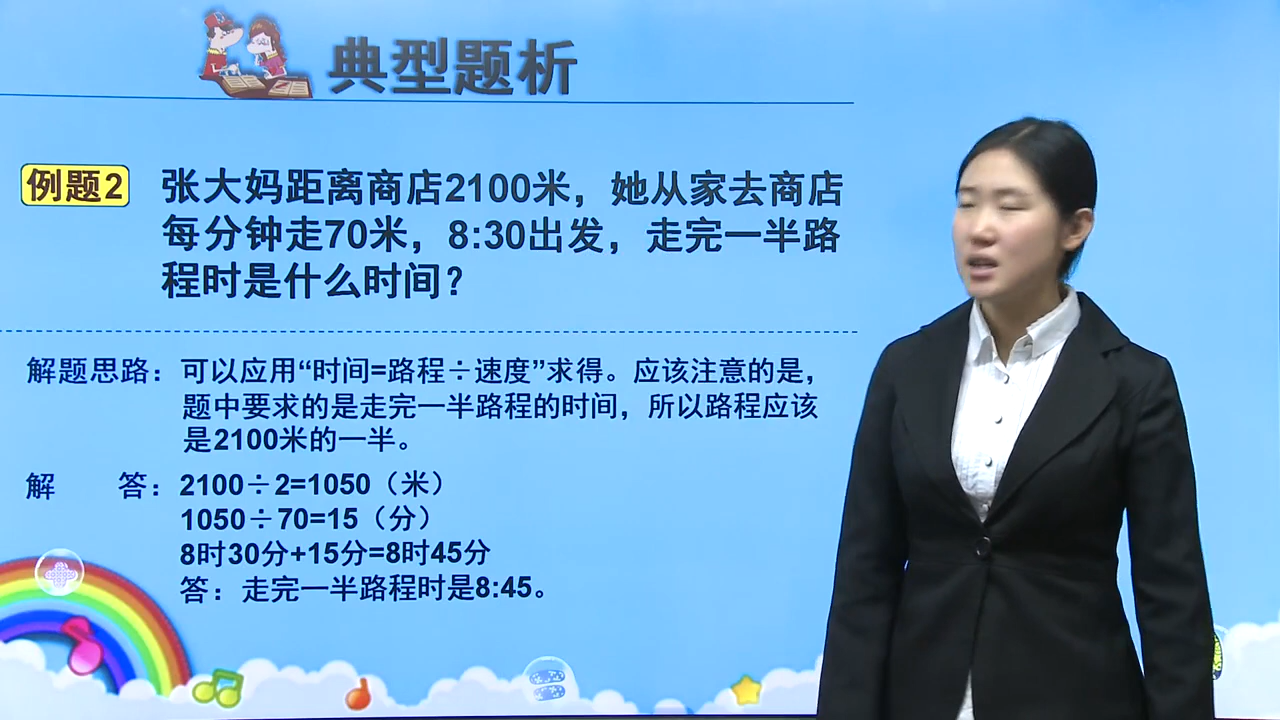 典型题析
例题2
张大妈距离商店2100米，她从家去商店
每分钟走70米，8:30出发，走完一半路
程时是什么时间？
解题思路：可以应用“时间=路程÷速度”求得。应该注意的是，
题中要求的是走完一半路程的时间，所以路程应该
是2100米的一半。
解 答：2100÷2=1050（米）
1050÷70=15（分）
8时30分+15分=8时45分
答：走完一半路程时是8:45。